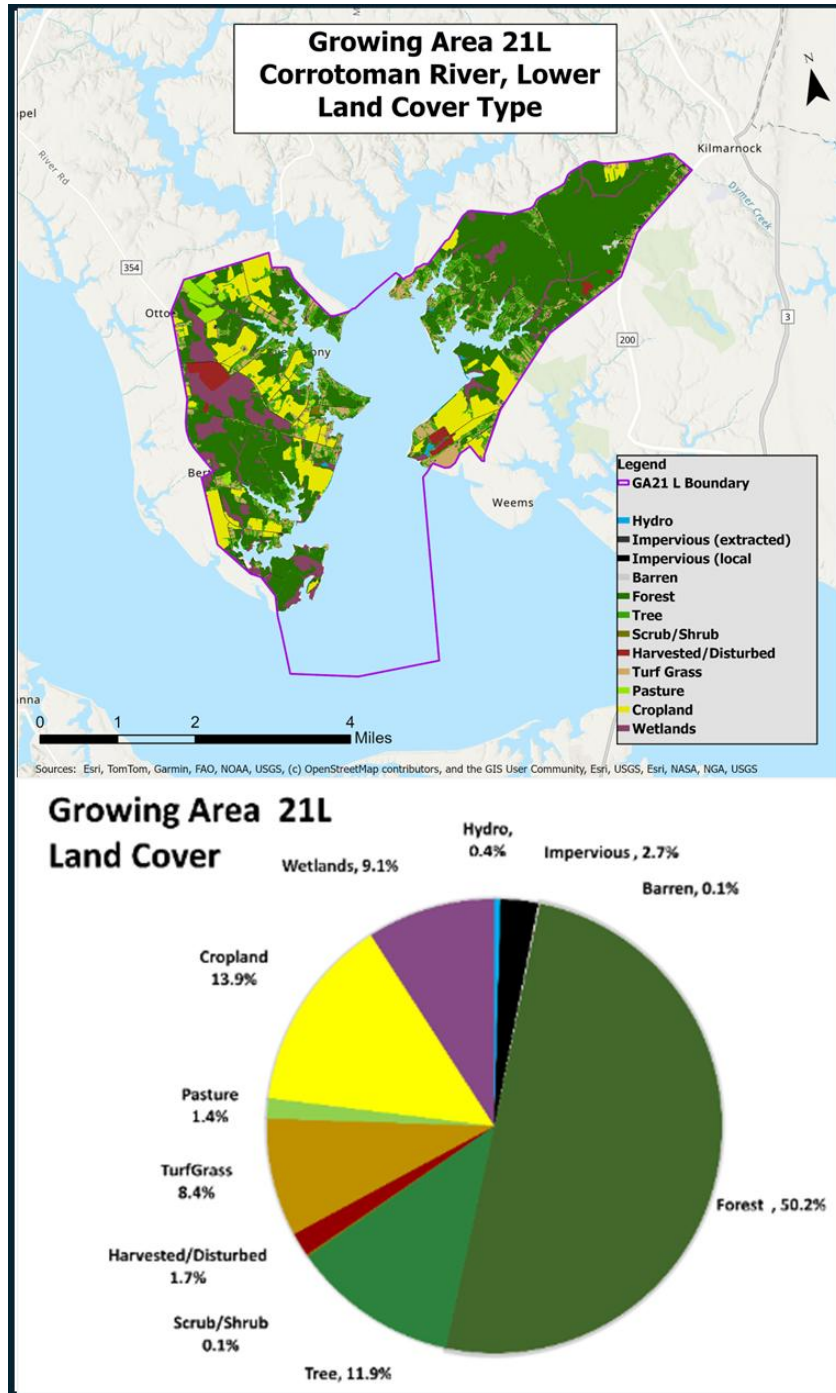 Growing Area 21L
Corrotoman River, Lower
Land Cover Type
N
Kilmarnock
River Rd
Dymer Creek
354
3
200
Weems
Legend
GA21 L Boundary
Hydro
Impervious (extracted)
Impervious (local
Barren
Forest
Tree
Scrub/Shrub
Harvested/Disturbed
Turf Grass
Pasture
Cropland
Wetlands
0 1 2 4
Miles
Sources: Esri, TomTom, Garmin, FAO, NOAA, USGS, (c) OpenStreetMap contributors, and the GIS User Community, Esri, USGS, Esri, NASA, NGA, USGS
Growing Area 21L
Land Cover
Hydro,
0.4%
Impervious , 2.7%
Barren, 0.1%
Wetlands, 9.1%
Cropland
13.9%
Pasture
1.4%
TurfGrass
8.4%
Forest , 50.2%
Harvested/Disturbed
1.7%
Scrub/Shrub
0.1%
Tree, 11.9%